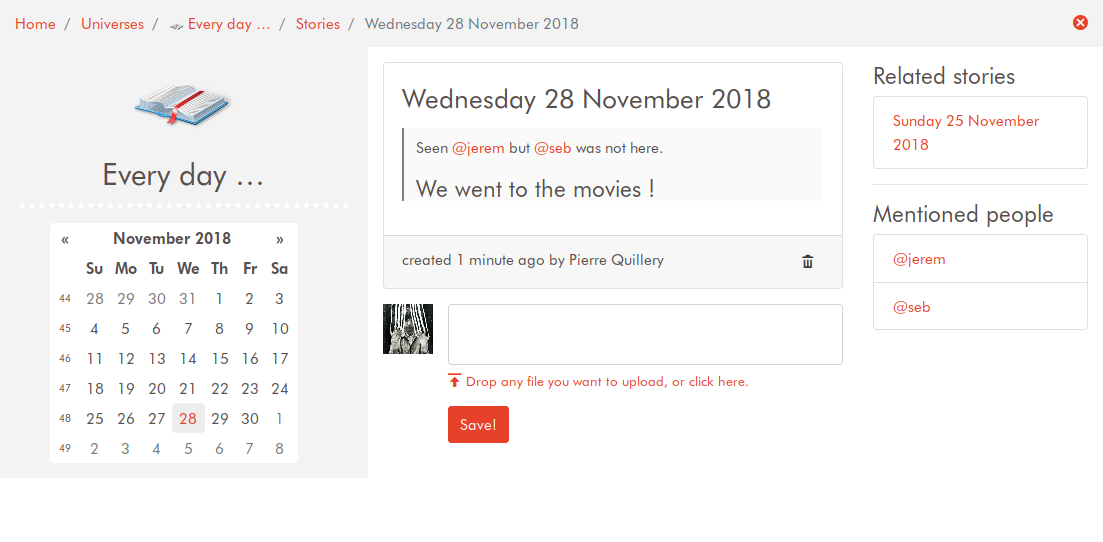 Home / Universes / Every day ... / Stories / Wednesday 28 November 2018
Every day ...
« November 2018 »
Su Mo Tu We Th Fr Sa
44 28 29 30 31 1 2 3
45 4 5 6 7 8 9 10
46 11 12 13 14 15 16 17
47 18 19 20 21 22 23 24
48 25 26 27 28 29 30 1
49 2 3 4 5 6 7 8
Wednesday 28 November 2018
Seen @jerem but @seb was not here.
We went to the movies !
created 1 minute ago by Pierre Quillery
Drop any file you want to upload, or click here.
Save!
Related stories
Sunday 25 November
2018
Mentioned people
@jerem
@seb